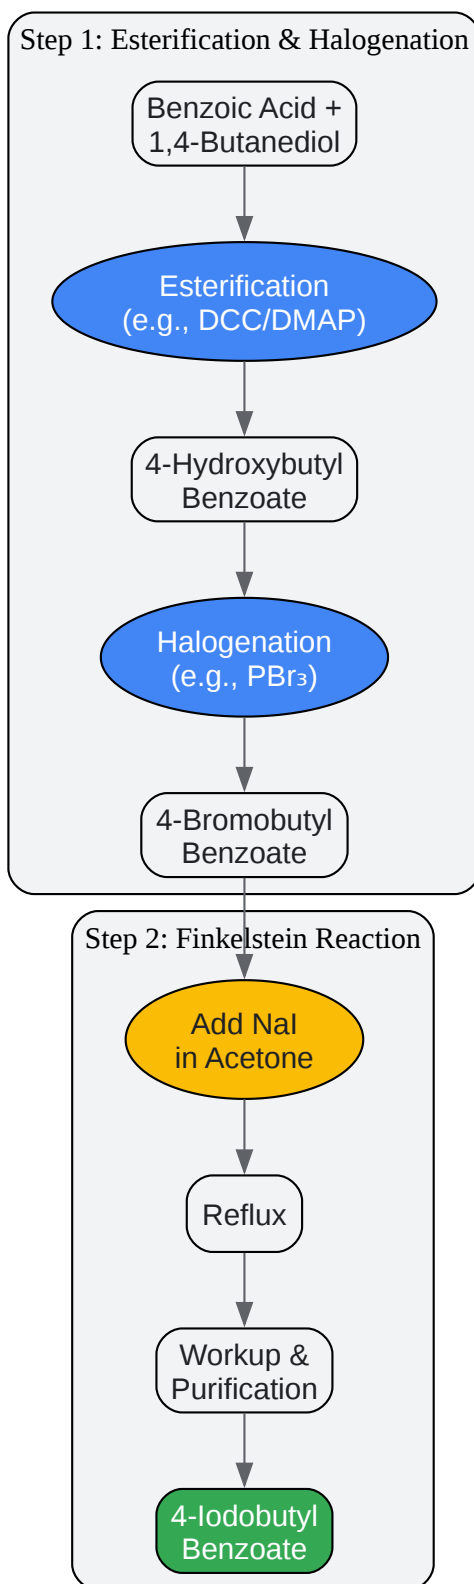 Step 1: Esterification & Halogenation
Benzoic Acid +
1,4-Butanediol
Esterification
(e.g., DCC/DMAP)
4-Hydroxybutyl
Benzoate
Halogenation
(e.g., PBr₃)
4-Bromobutyl
Benzoate
Step 2: Finkelstein Reaction
Add NaI
in Acetone
Reflux
Workup &
Purification
4-Iodobutyl
Benzoate